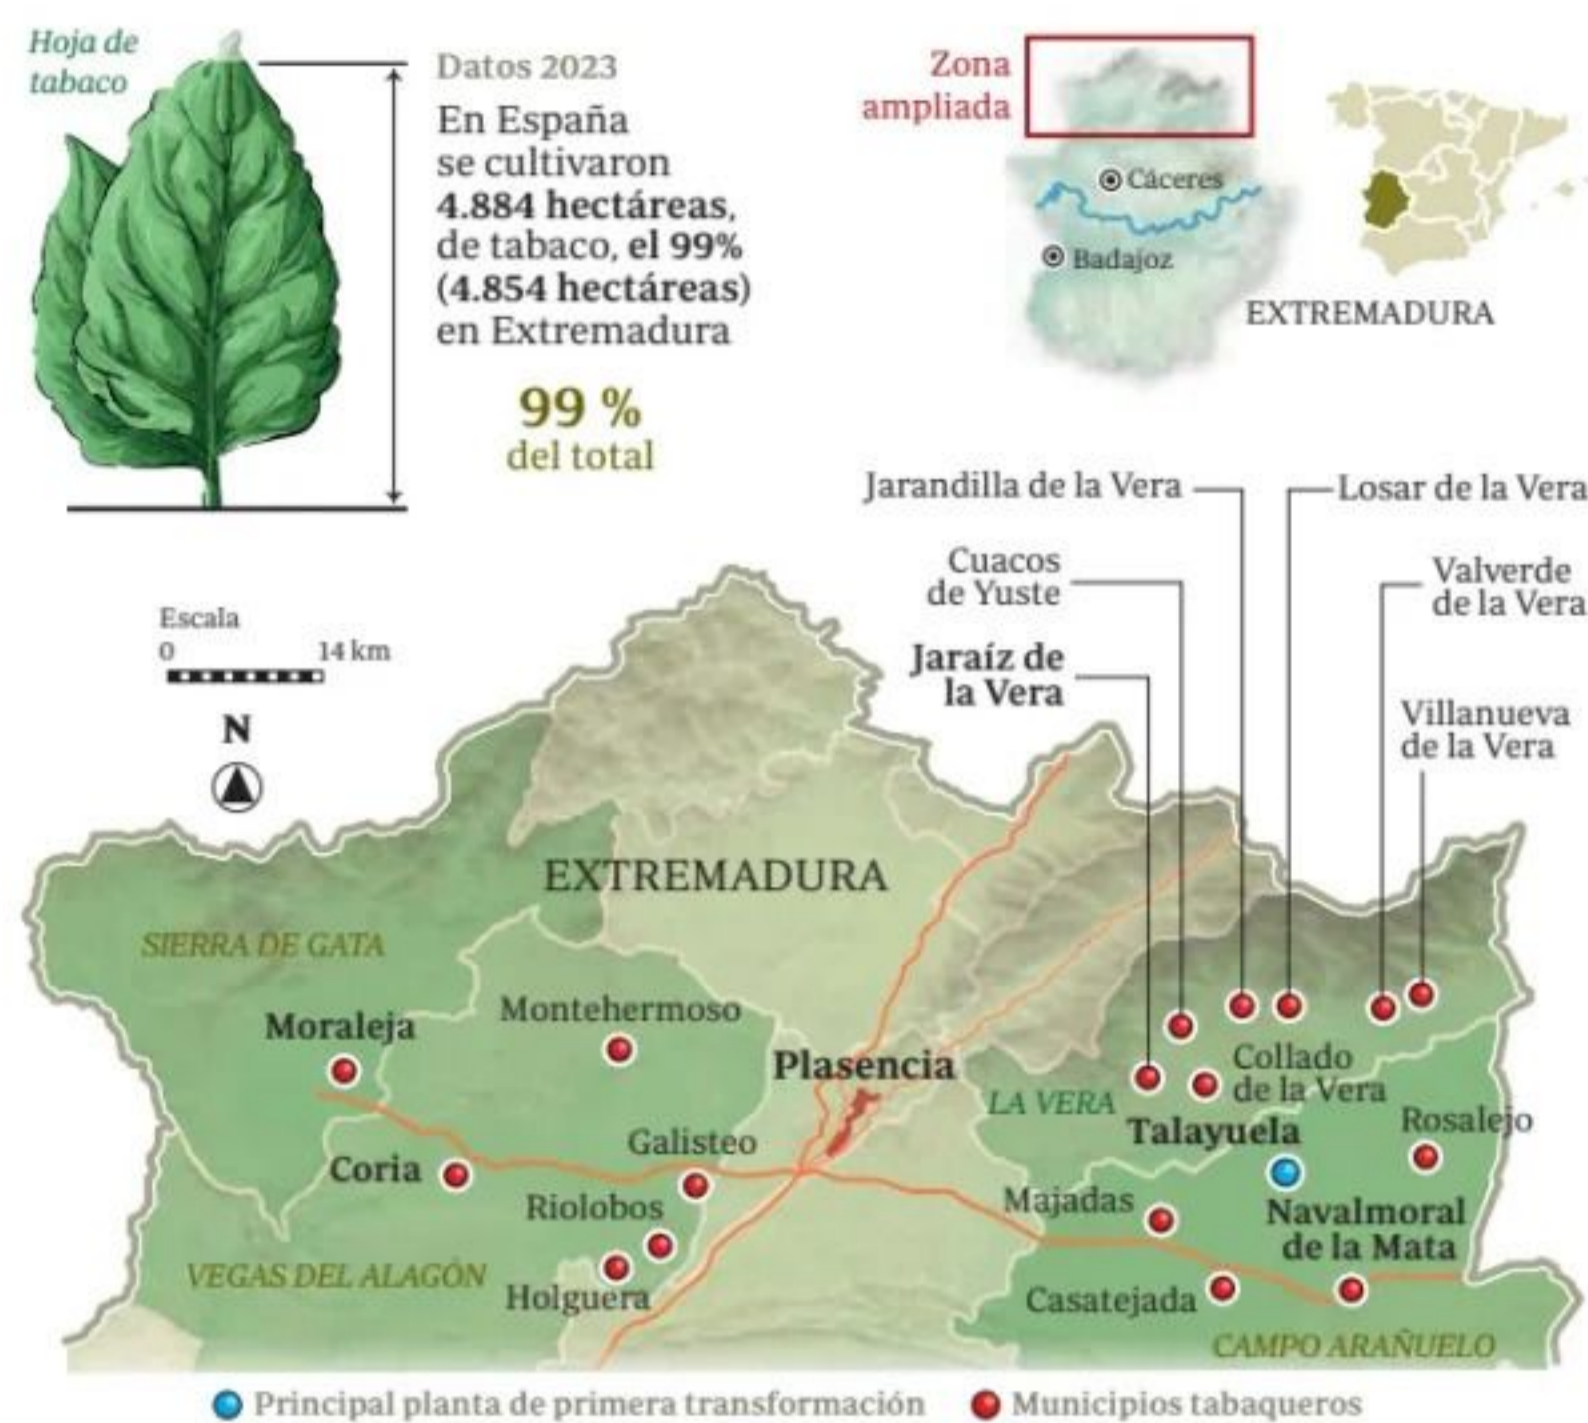 Hoja de
tabaco
Datos 2023
En España
se cultivaron
4.884 hectáreas,
de tabaco, el 99%
(4.854 hectáreas)
en Extremadura
99 %
del total
Zona
ampliada
Cáceres
Badajoz
EXTREMADURA
Jarandilla de la Vera
Losar de la Vera
Cuacos
de Yuste
Valverde
de la Vera
Jaraíz de
la Vera
Villanueva
de la Vera
Escala
0 14 km
N
EXTREMADURA
SIERRA DE GATA
Moraleja
Montehermoso
Plasencia
Collado
de la Vera
LA VERA
Talayuela
Rosalejo
Galisteo
Coria
Riolobos
Majadas
Navalmoral
de la Mata
VEGAS DEL ALAGÓN
Holguera
Casatejada
CAMPO ARAÑUELO
Principal planta de primera transformación
Municipios tabaqueros